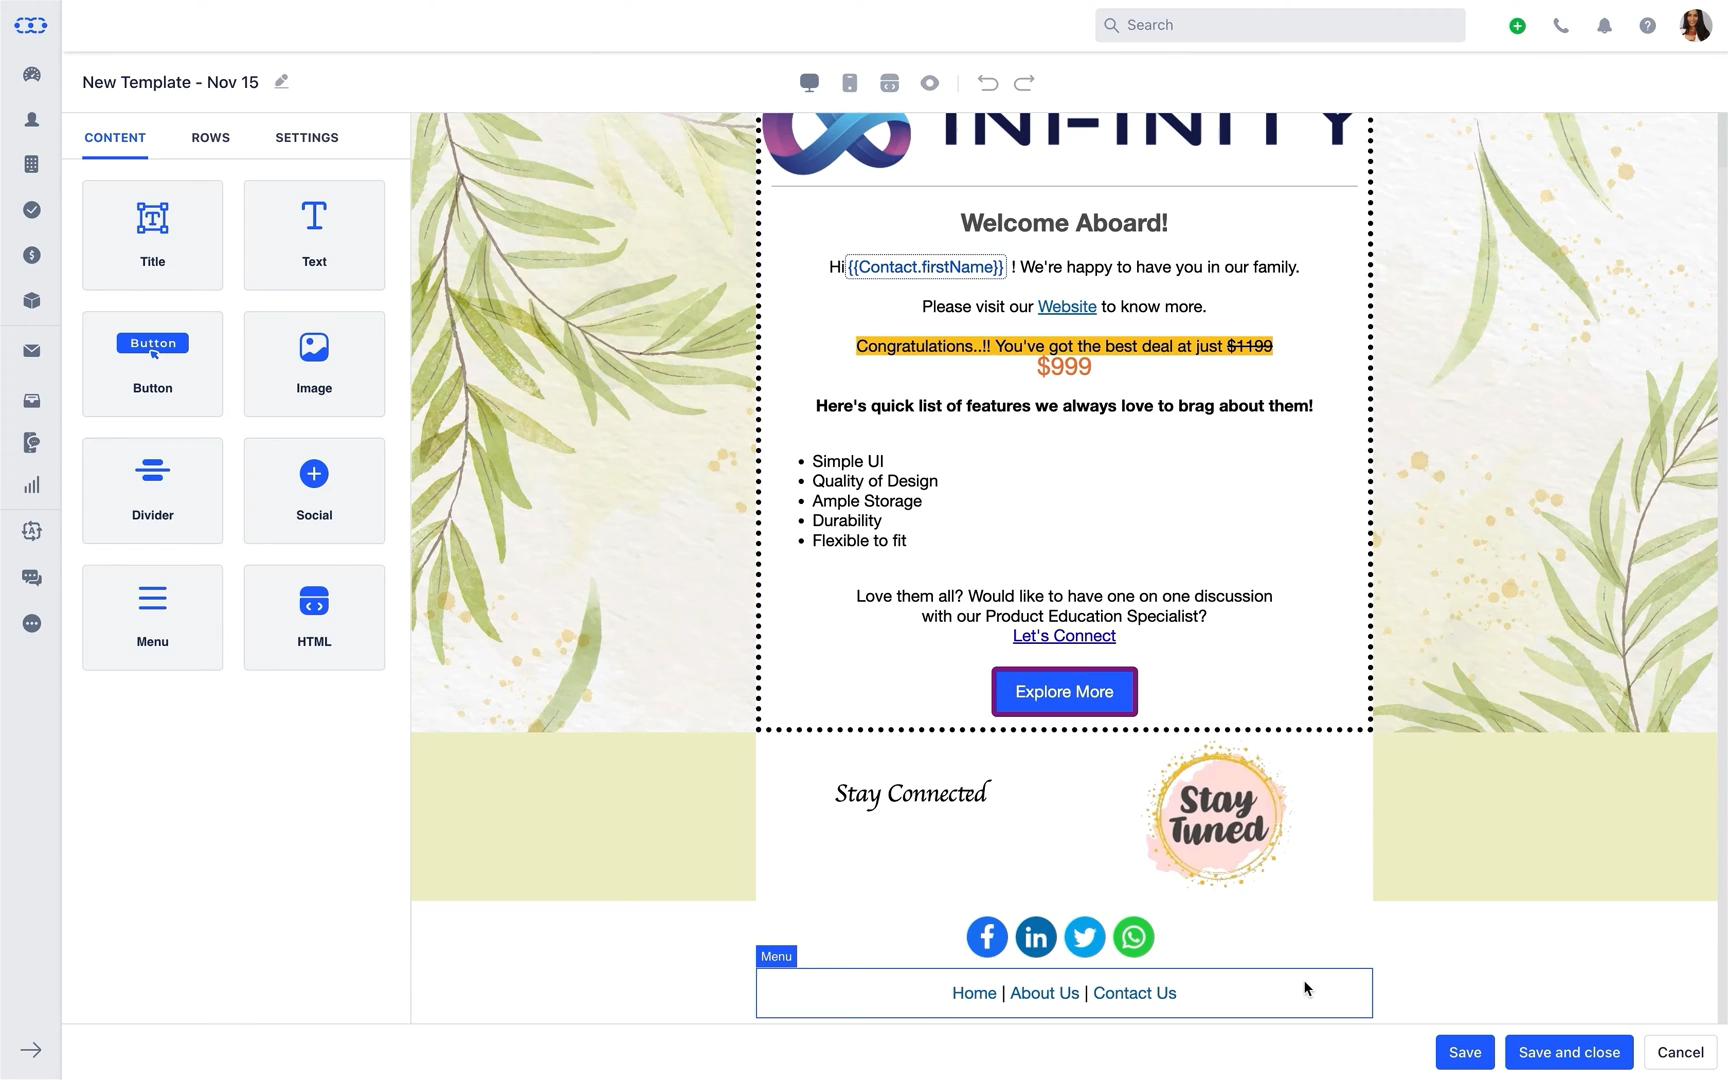 Search
New Template - Nov 15
CONTENT
ROWS
SETTINGS
Title
Text
Button
Button
Image
Divider
Social
Menu
HTML
INFINITY
Welcome Aboard!
Hi {{Contact.firstName}} ! We're happy to have you in our family.
Please visit our Website to know more.
Congratulations..!! You've got the best deal at just $1199
$999
Here's quick list of features we always love to brag about them!
• Simple UI
• Quality of Design
• Ample Storage
• Durability
• Flexible to fit
Love them all? Would like to have one on one discussion
with our Product Education Specialist?
Let's Connect
Explore More
Stay Connected
Stay
Tuned
Menu
Home | About Us | Contact Us
Save
Save and close
Cancel